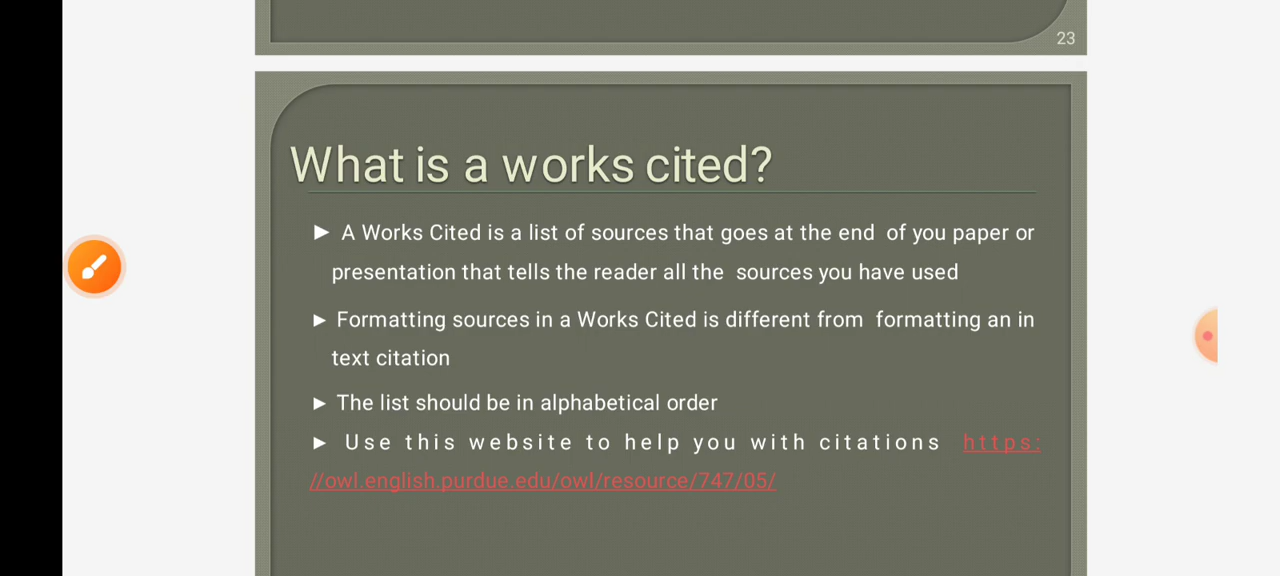 23
What is a works cited?
► A Works Cited is a list of sources that goes at the end of you paper or
presentation that tells the reader all the sources you have used
► Formatting sources in a Works Cited is different from formatting an in
text citation
► The list should be in alphabetical order
► Use this website to help you with citations https:
//owl.english.purdue.edu/owl/resource/747/05/